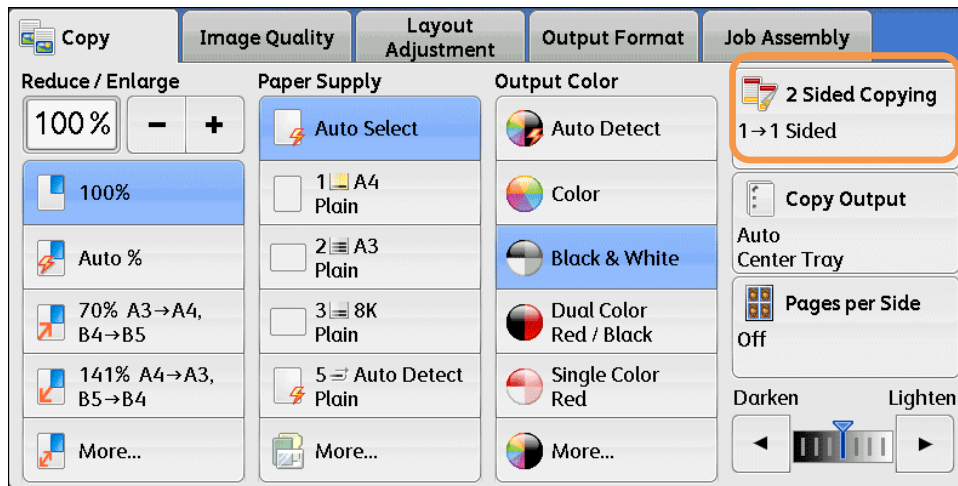 Copy
Image Quality
Layout
Adjustment
Output Format
Job Assembly
Reduce / Enlarge
100%
−
+
100%
Auto %
70% A3→A4,
B4→B5
141% A4→A3,
B5→B4
More...
Paper Supply
Auto Select
1 A4
Plain
2 A3
Plain
3 8K
Plain
5 Auto Detect
Plain
More...
Output Color
Auto Detect
Color
Black & White
Dual Color
Red / Black
Single Color
Red
More...
2 Sided Copying
1→1 Sided
Copy Output
Auto
Center Tray
Pages per Side
Off
Darken Lighten